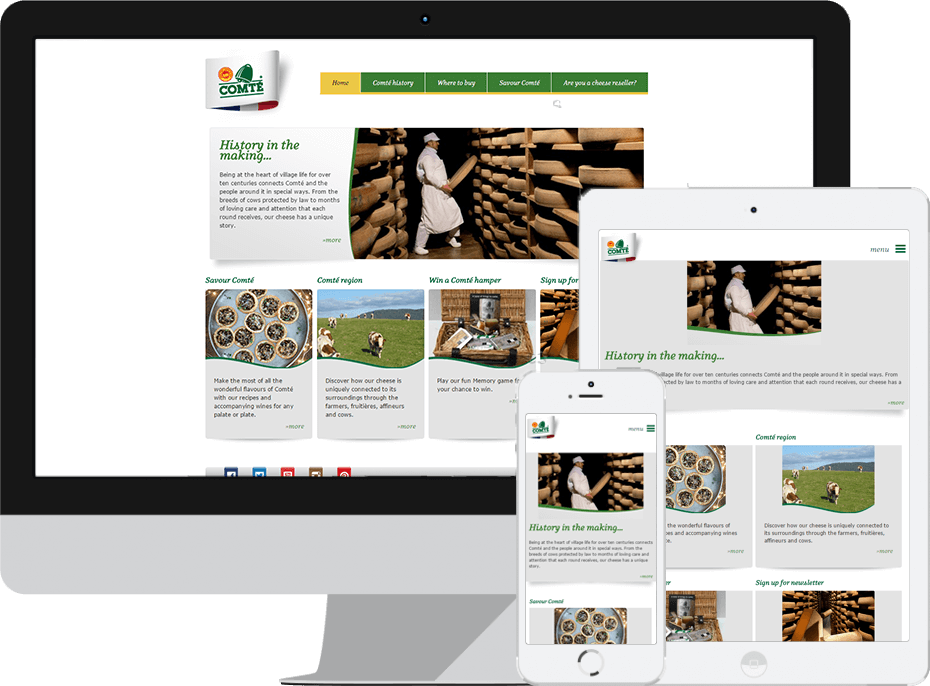 COMTÉ
Home
Comté history
Where to buy
Savour Comté
Are you a cheese reseller?
History in the
making...
Being at the heart of village life for over
ten centuries connects Comté and the
people around it in special ways. From the
breeds of cows protected by law to months
of loving care and attention that each
round receives, our cheese has a unique
story.
»more
Savour Comté
Make the most of all the
wonderful flavours of Comté
with our recipes and
accompanying wines for any
palate or plate.
»more
Comté region
Discover how our cheese is
uniquely connected to its
surroundings through the
farmers, fruitières, affineurs
and cows.
»more
Win a Comté hamper
Play our fun Memory game
your chance to win.
Sign up for
COMTÉ
menu
History in the making...
village life for over ten centuries connects Comté and the people around it in special ways. From
protected by law to months of loving care and attention that each round receives, our cheese has a
»more
the wonderful flavours of
and accompanying wines
»more
Comté region
Discover how our cheese is uniquely connected to
its surroundings through the farmers, fruitières,
affineurs and cows.
»more
Sign up for newsletter
COMTÉ
menu
History in the making...
Being at the heart of village life for over ten centuries connects
Comté and the people around it in special ways. From the
breeds of cows protected by law to months of loving care and
attention that each round receives, our cheese has a unique
story.
»more
Savour Comté